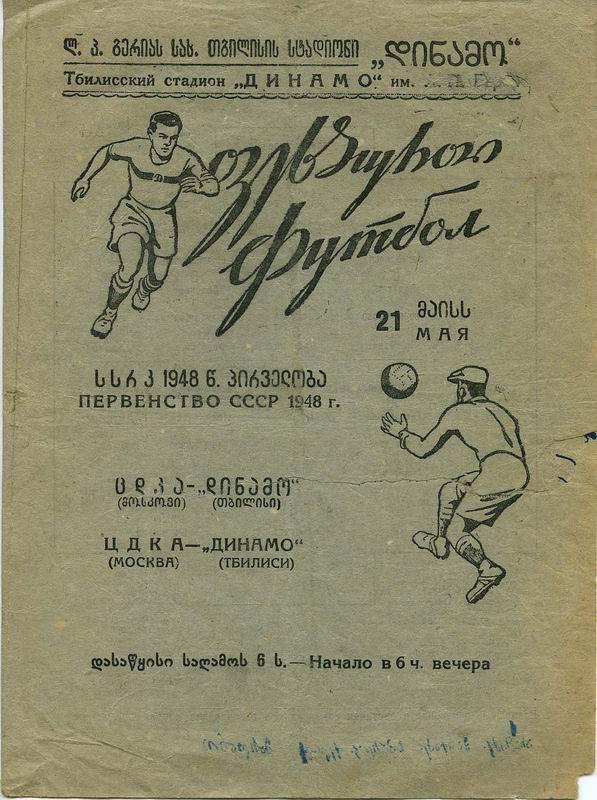 ლ. პ. ბერიას სახ. თბილისის სტადიონი „დინამო“
Тбилисский стадион „ДИНАМО“ им.
ფეხბურთი
Футбол
21 მაისს
МАЯ
ს ს რ კ 1948 წ. პირველობა
ПЕРВЕНСТВО СССР 1948 г.
ც დ კ ა-„დინამო“
(მოსკოვი) (თბილისი)
Ц Д К А—„ДИНАМО“
(МОСКВА) (ТБИЛИСИ)
დასაწყისი საღამოს 6 ს.—Начало в 6 ч. вечера